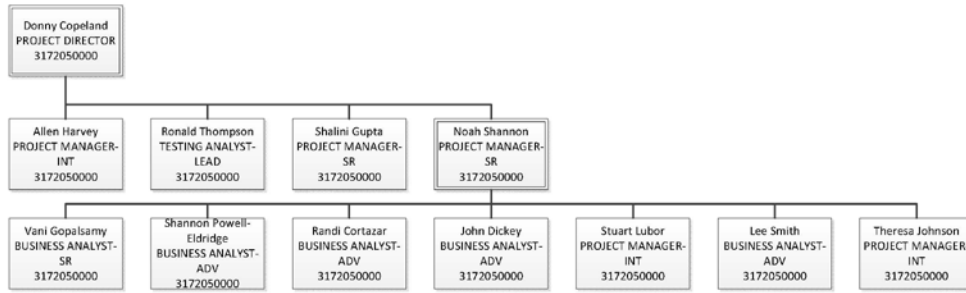 Donny Copeland
PROJECT DIRECTOR
3172050000
Allen Harvey
PROJECT MANAGER-
INT
3172050000
Ronald Thompson
TESTING ANALYST-
LEAD
3172050000
Shalini Gupta
PROJECT MANAGER-
SR
3172050000
Noah Shannon
PROJECT MANAGER-
SR
3172050000
Vani Gopalsamy
BUSINESS ANALYST-
SR
3172050000
Shannon Powell-
Eldridge
BUSINESS ANALYST-
ADV
3172050000
Randi Cortazar
BUSINESS ANALYST-
ADV
3172050000
John Dickey
BUSINESS ANALYST-
ADV
3172050000
Stuart Lubor
PROJECT MANAGER-
INT
3172050000
Lee Smith
BUSINESS ANALYST-
ADV
3172050000
Theresa Johnson
PROJECT MANAGER
INT
3172050000